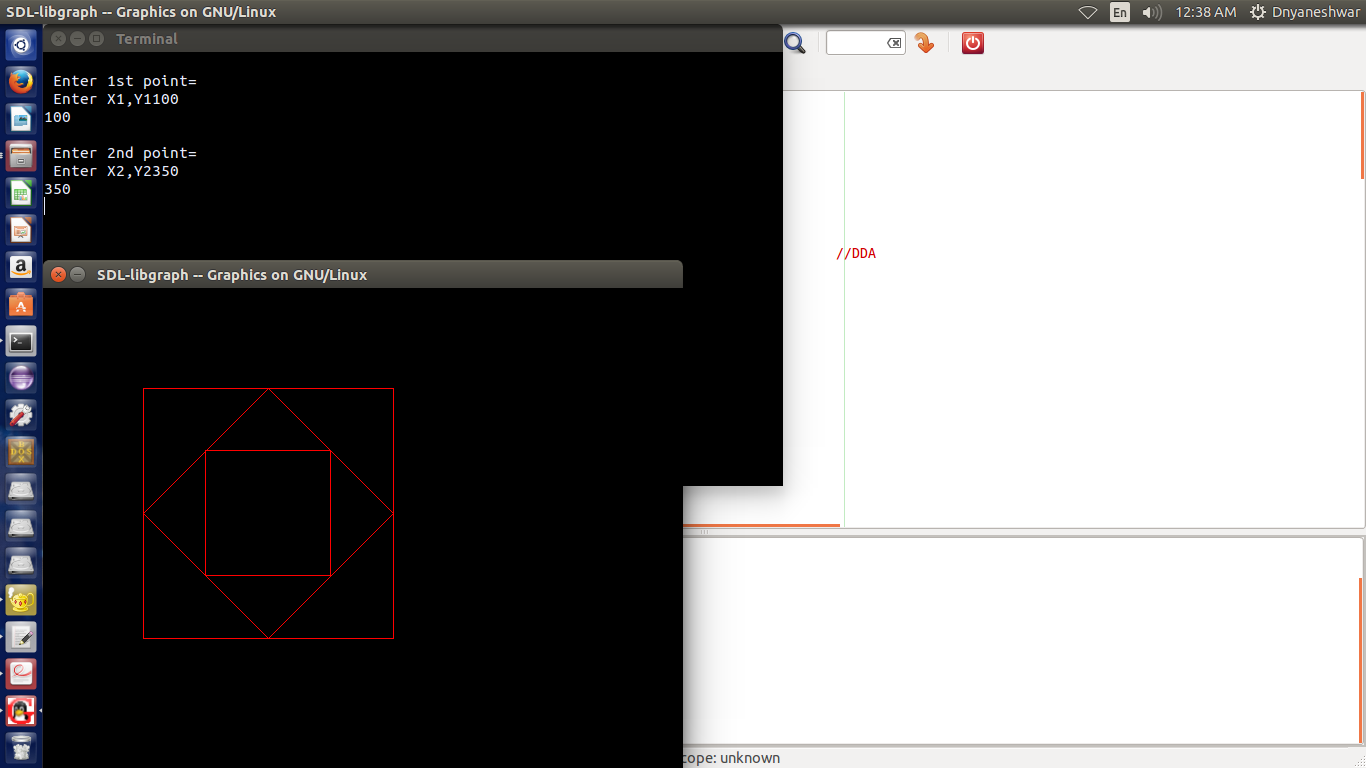 SDL-libgraph -- Graphics on GNU/Linux
En
12:38 AM
Dnyaneshwar
Terminal
Enter 1st point=
Enter X1,Y1100
100
Enter 2nd point=
Enter X2,Y2350
350
//DDA
SDL-libgraph -- Graphics on GNU/Linux
cope: unknown